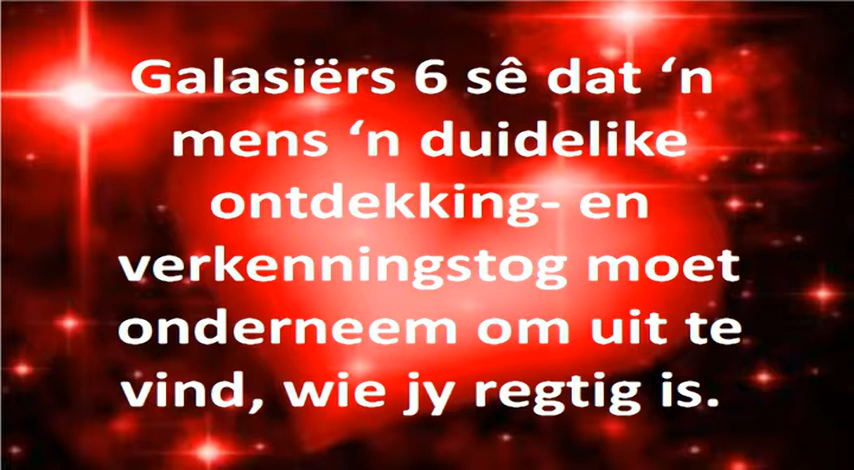 Galasiërs 6 sê dat ‘n
mens ‘n duidelike
ontdekking- en
verkenningstog moet
onderneem om uit te
vind, wie jy regtig is.